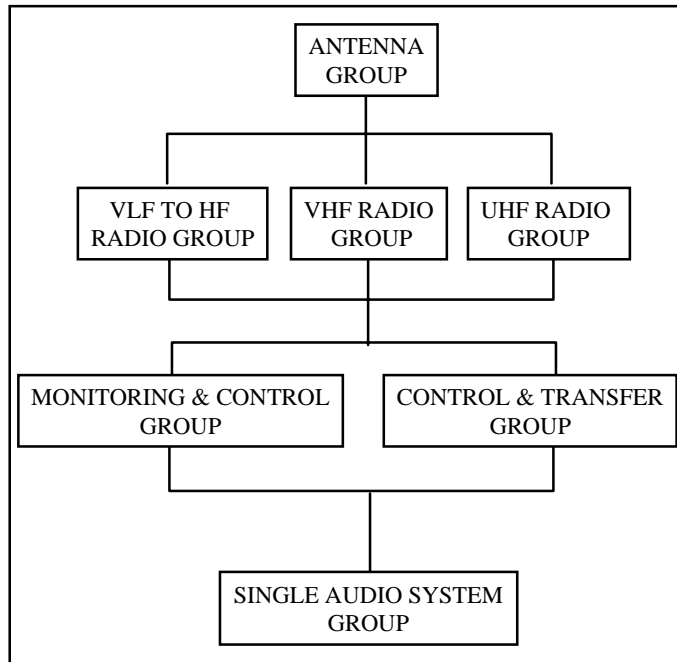 ANTENNA
GROUP
VLF TO HF
RADIO GROUP
VHF RADIO
GROUP
UHF RADIO
GROUP
MONITORING & CONTROL
GROUP
CONTROL & TRANSFER
GROUP
SINGLE AUDIO SYSTEM
GROUP